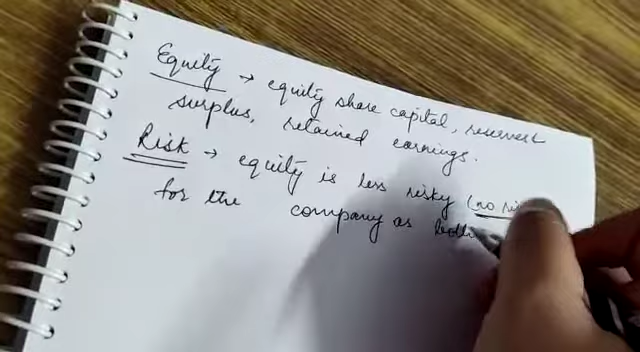 Equity → equity share capital, reserves &
surplus, retained earnings.
Risk → equity is less risky (no
for the company as